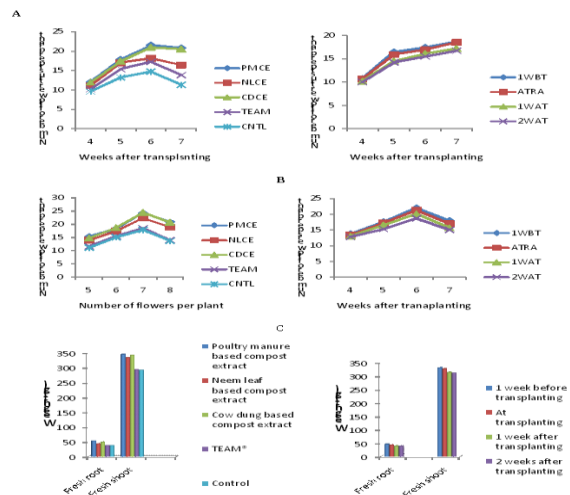 A
25
20
15
10
5
0
4 5 6 7
Weeks after transplanting
PMCE
NLCE
CDCE
TEAM
CNTL
20
15
10
5
0
4 5 6 7
Weeks after transplanting
1WBT
ATRA
1WAT
2WAT
B
30
25
20
15
10
5
0
5 6 7 8
Number of flowers per plant
PMCE
NLCE
CDCE
TEAM
CNTL
25
20
15
10
5
0
4 5 6 7
Weeks after tranaplanting
1WBT
ATRA
1WAT
2WAT
C
350
300
250
200
150
100
50
0
Fresh root
Fresh shoot
Poultry manure
based compost
extract
Neem leaf
based compost
extract
Cow dung based
compost extract
TEAM*
Control
350
300
250
200
150
100
50
0
Fresh root
Fresh shoot
1 week before
transplanting
At
transplanting
1 week after
transplanting
2 weeks after
transplanting